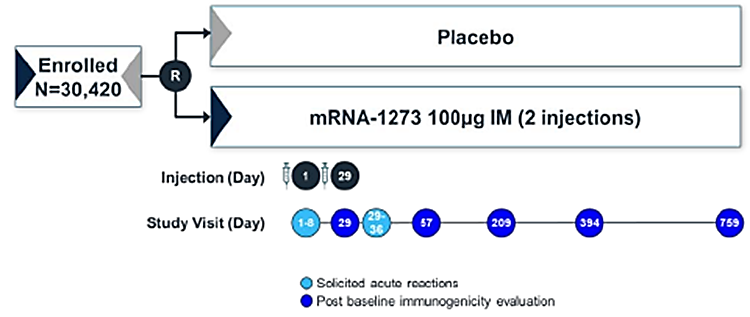 Placebo
Enrolled
N=30,420
R
mRNA-1273 100µg IM (2 injections)
Injection (Day) 1 29
Study Visit (Day) 1-8 29 29-36 57 209 394 759
Solicited acute reactions
Post baseline immunogenicity evaluation